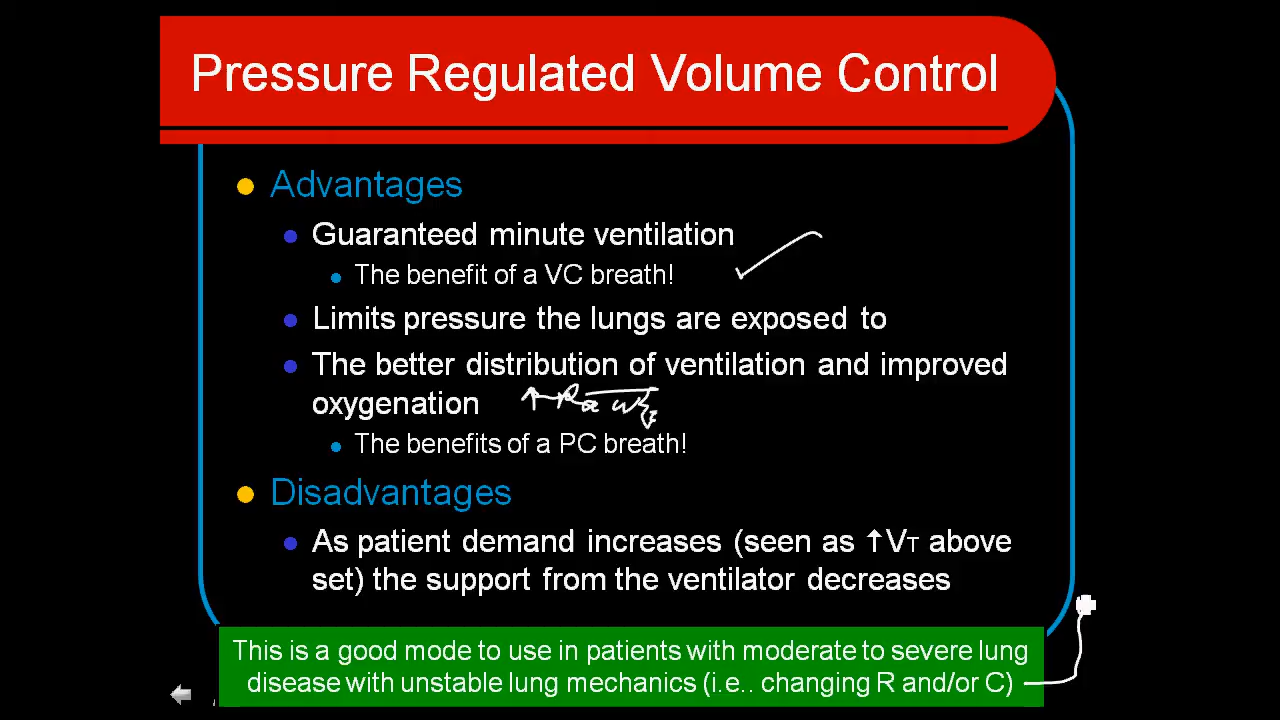 Pressure Regulated Volume Control
Advantages
Guaranteed minute ventilation
The benefit of a VC breath!
Limits pressure the lungs are exposed to
The better distribution of ventilation and improved
oxygenation ↑ Paw
The benefits of a PC breath!
Disadvantages
As patient demand increases (seen as ↑VT above
set) the support from the ventilator decreases
This is a good mode to use in patients with moderate to severe lung
disease with unstable lung mechanics (i.e.. changing R and/or C)